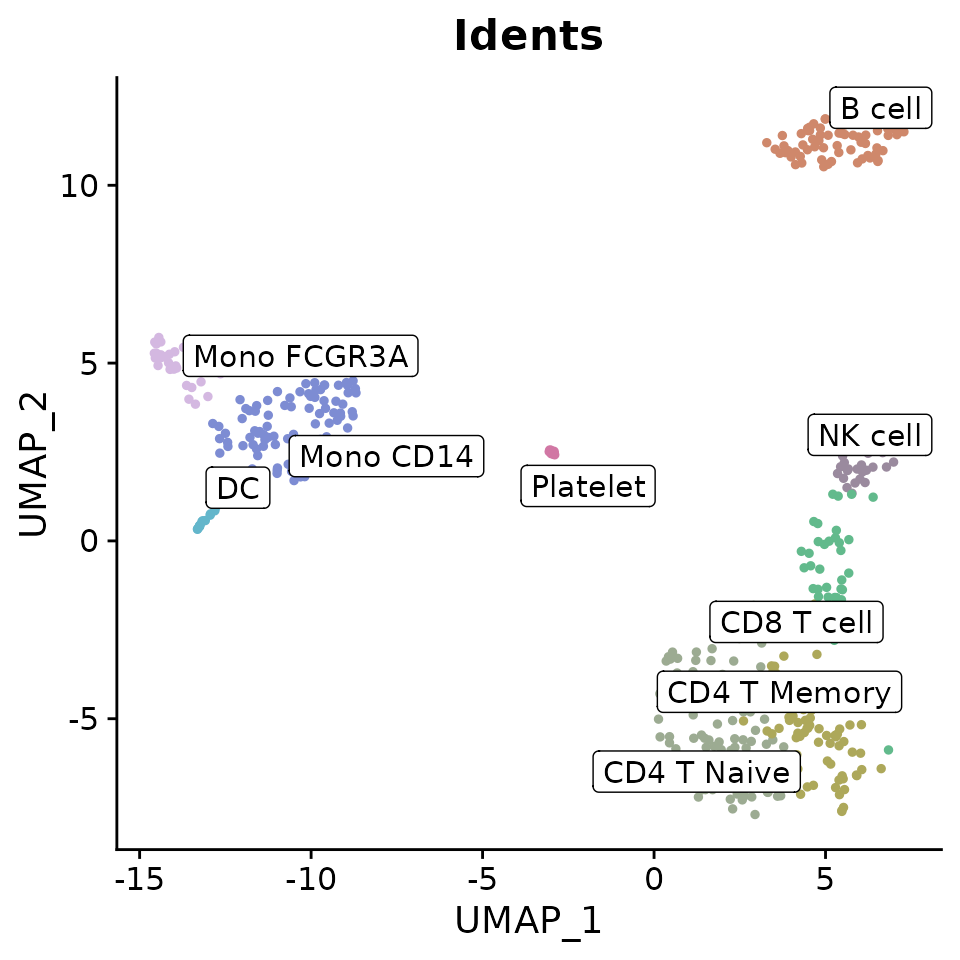 Idents
B cell
10
5
Mono FCGR3A
NK cell
Mono CD14
DC
Platelet
UMAP_2
0
CD8 T cell
CD4 T Memory
-5
CD4 T Naive
-15
-10
-5
0
5
UMAP_1